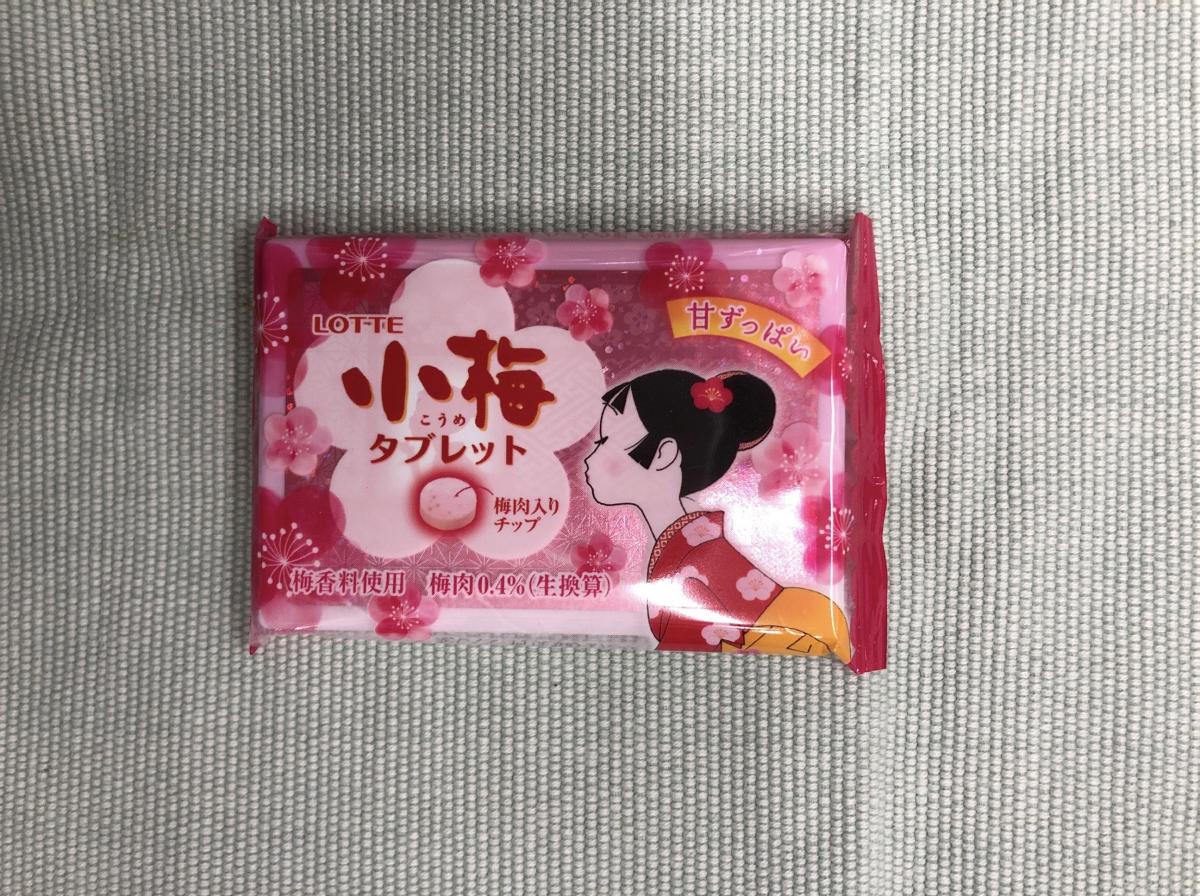 LOTTE
小梅
こうめ
タブレット
甘ずっぱい
梅肉入り
チップ
梅香料使用 梅肉0.4%(生換算)